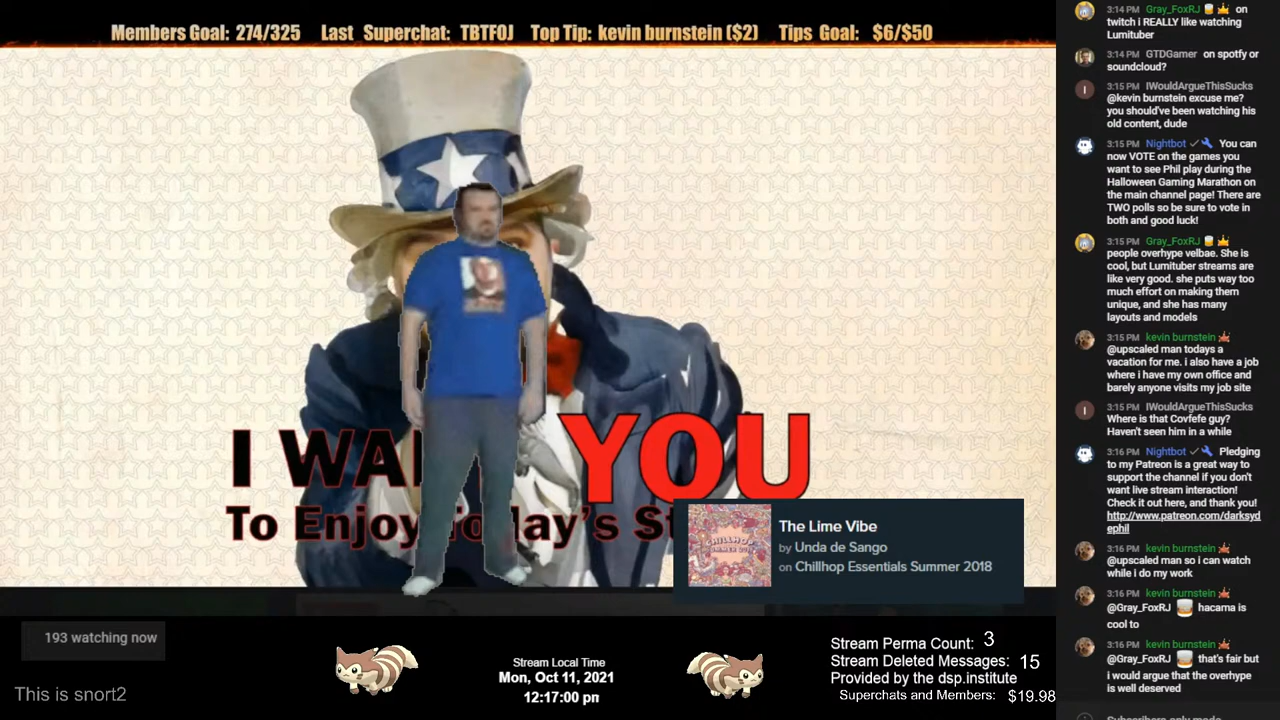 Members Goal: 274/325 Last Superchat: TBTFOJ Top Tip: kevin burnstein ($2) Tips Goal: $6/$50
I WA
YOU
To Enjoy To lay's St
The Lime Vibe
by Unda de Sango
on Chillhop Essentials Summer 2018
193 watching now
This is snort2
Stream Local Time
Mon, Oct 11, 2021
12:17:00 pm
Stream Perma Count: 3
Stream Deleted Messages: 15
Provided by the dsp.institute
Superchats and Members: $19.98
3:14 PM Gray_FoxRJ on
twitch i REALLY like watching
Lumituber
3:14 PM GTDGamer on spotfy or
soundcloud?
I
3:15 PM IWouldArgueThisSucks
@kevin burnstein excuse me?
you should've been watching his
old content, dude
3:15 PM Nightbot You can
now VOTE on the games you
want to see Phil play during the
Halloween Gaming Marathon on
the main channel page! There are
TWO polls so be sure to vote in
both and good luck!
3:15 PM Gray_FoxRJ
people overhype velbae. She is
cool, but Lumituber streams are
like very good. she puts way too
much effort on making them
unique, and she has many
layouts and models
3:15 PM kevin burnstein
@upscaled man todays a
vacation for me. i also have a job
where i have my own office and
barely anyone visits my job site
I
3:15 PM IWouldArgueThisSucks
Where is that Covfefe guy?
Haven't seen him in a while
3:16 PM Nightbot Pledging
to my Patreon is a great way to
support the channel if you don't
want live stream interaction!
Check it out here, and thank you!
http://www.patreon.com/darksyd
ephil
3:16 PM kevin burnstein
@upscaled man so i can watch
while i do my work
3:16 PM kevin burnstein
@Gray_FoxRJ hacama is
cool to
3:16 PM kevin burnstein
@Gray_FoxRJ that's fair but
i would argue that the overhype
is well deserved
Subscribers-only mode